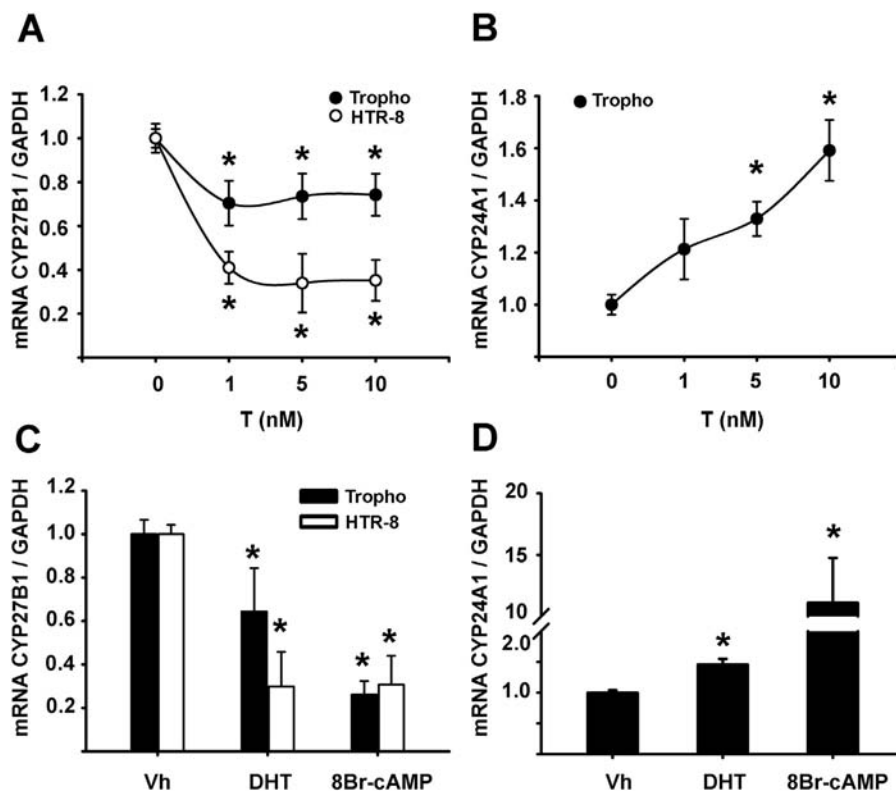 A
mRNA CYP27B1 / GAPDH
1.2
1.0
0.8
0.6
0.4
0.2
Tropho
HTR-8
*
*
*
*
*
*
0 1 5 10
T (nM)
B
mRNA CYP24A1 / GAPDH
1.8
1.6
1.4
1.2
1.0
Tropho
*
*
0 1 5 10
T (nM)
C
mRNA CYP27B1 / GAPDH
1.2
1.0
0.8
0.6
0.4
0.2
Tropho
HTR-8
*
*
*
*
Vh DHT 8Br-cAMP
D
mRNA CYP24A1 / GAPDH
20
15
10
2.0
1.0
*
*
Vh DHT 8Br-cAMP